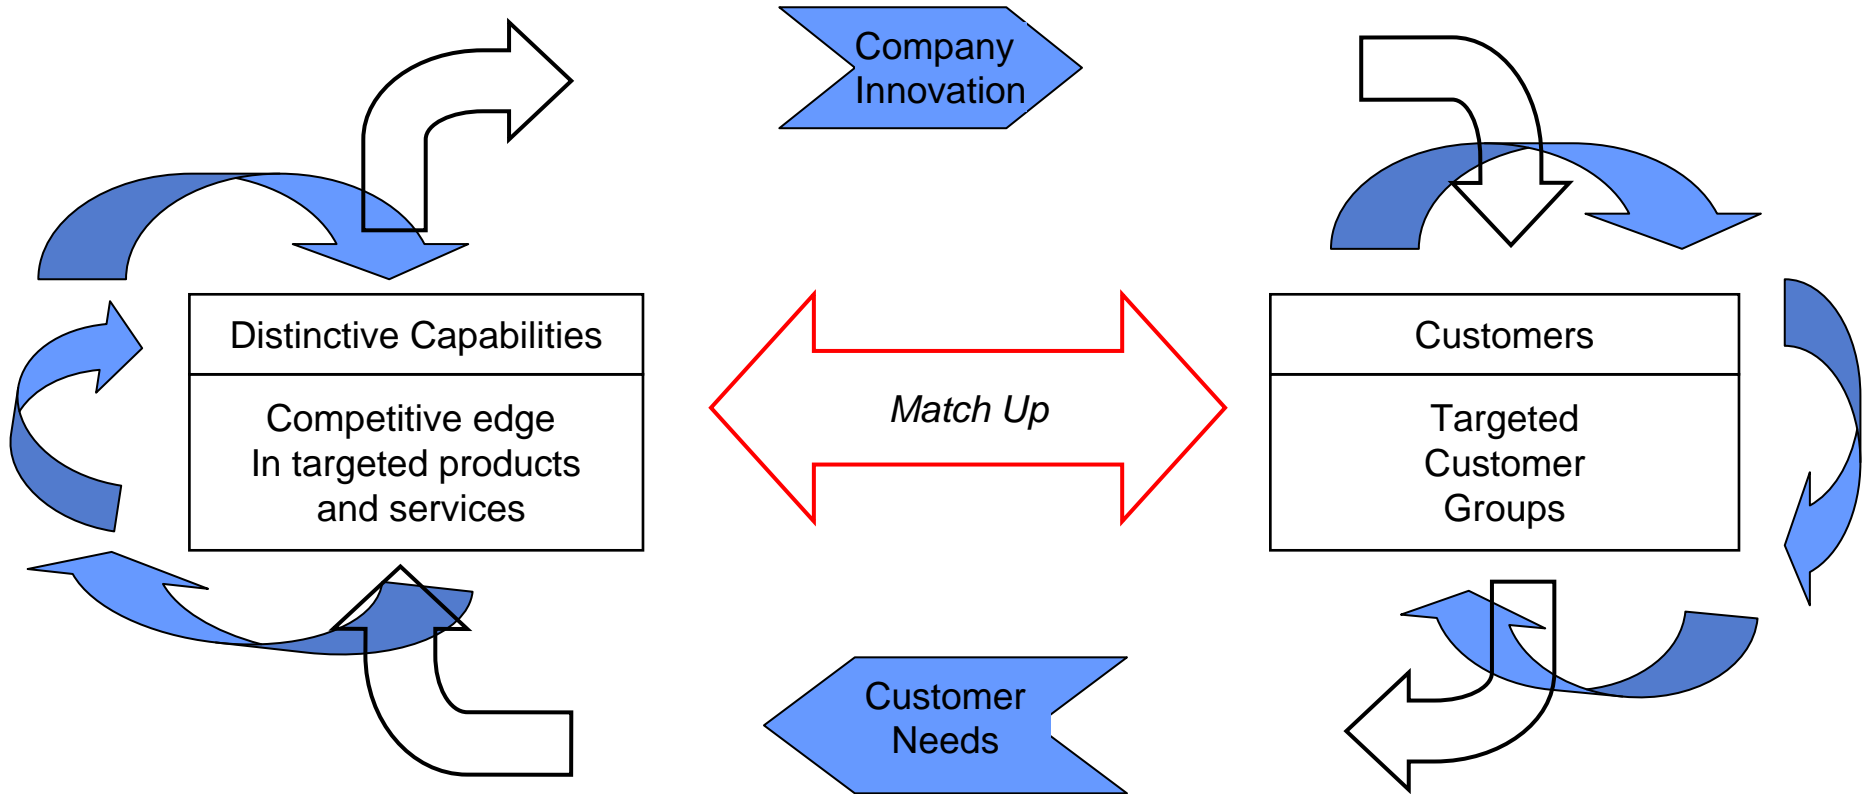 Company
Innovation
Distinctive Capabilities
Competitive edge
In targeted products
and services
Match Up
Customers
Targeted
Customer
Groups
Customer
Needs